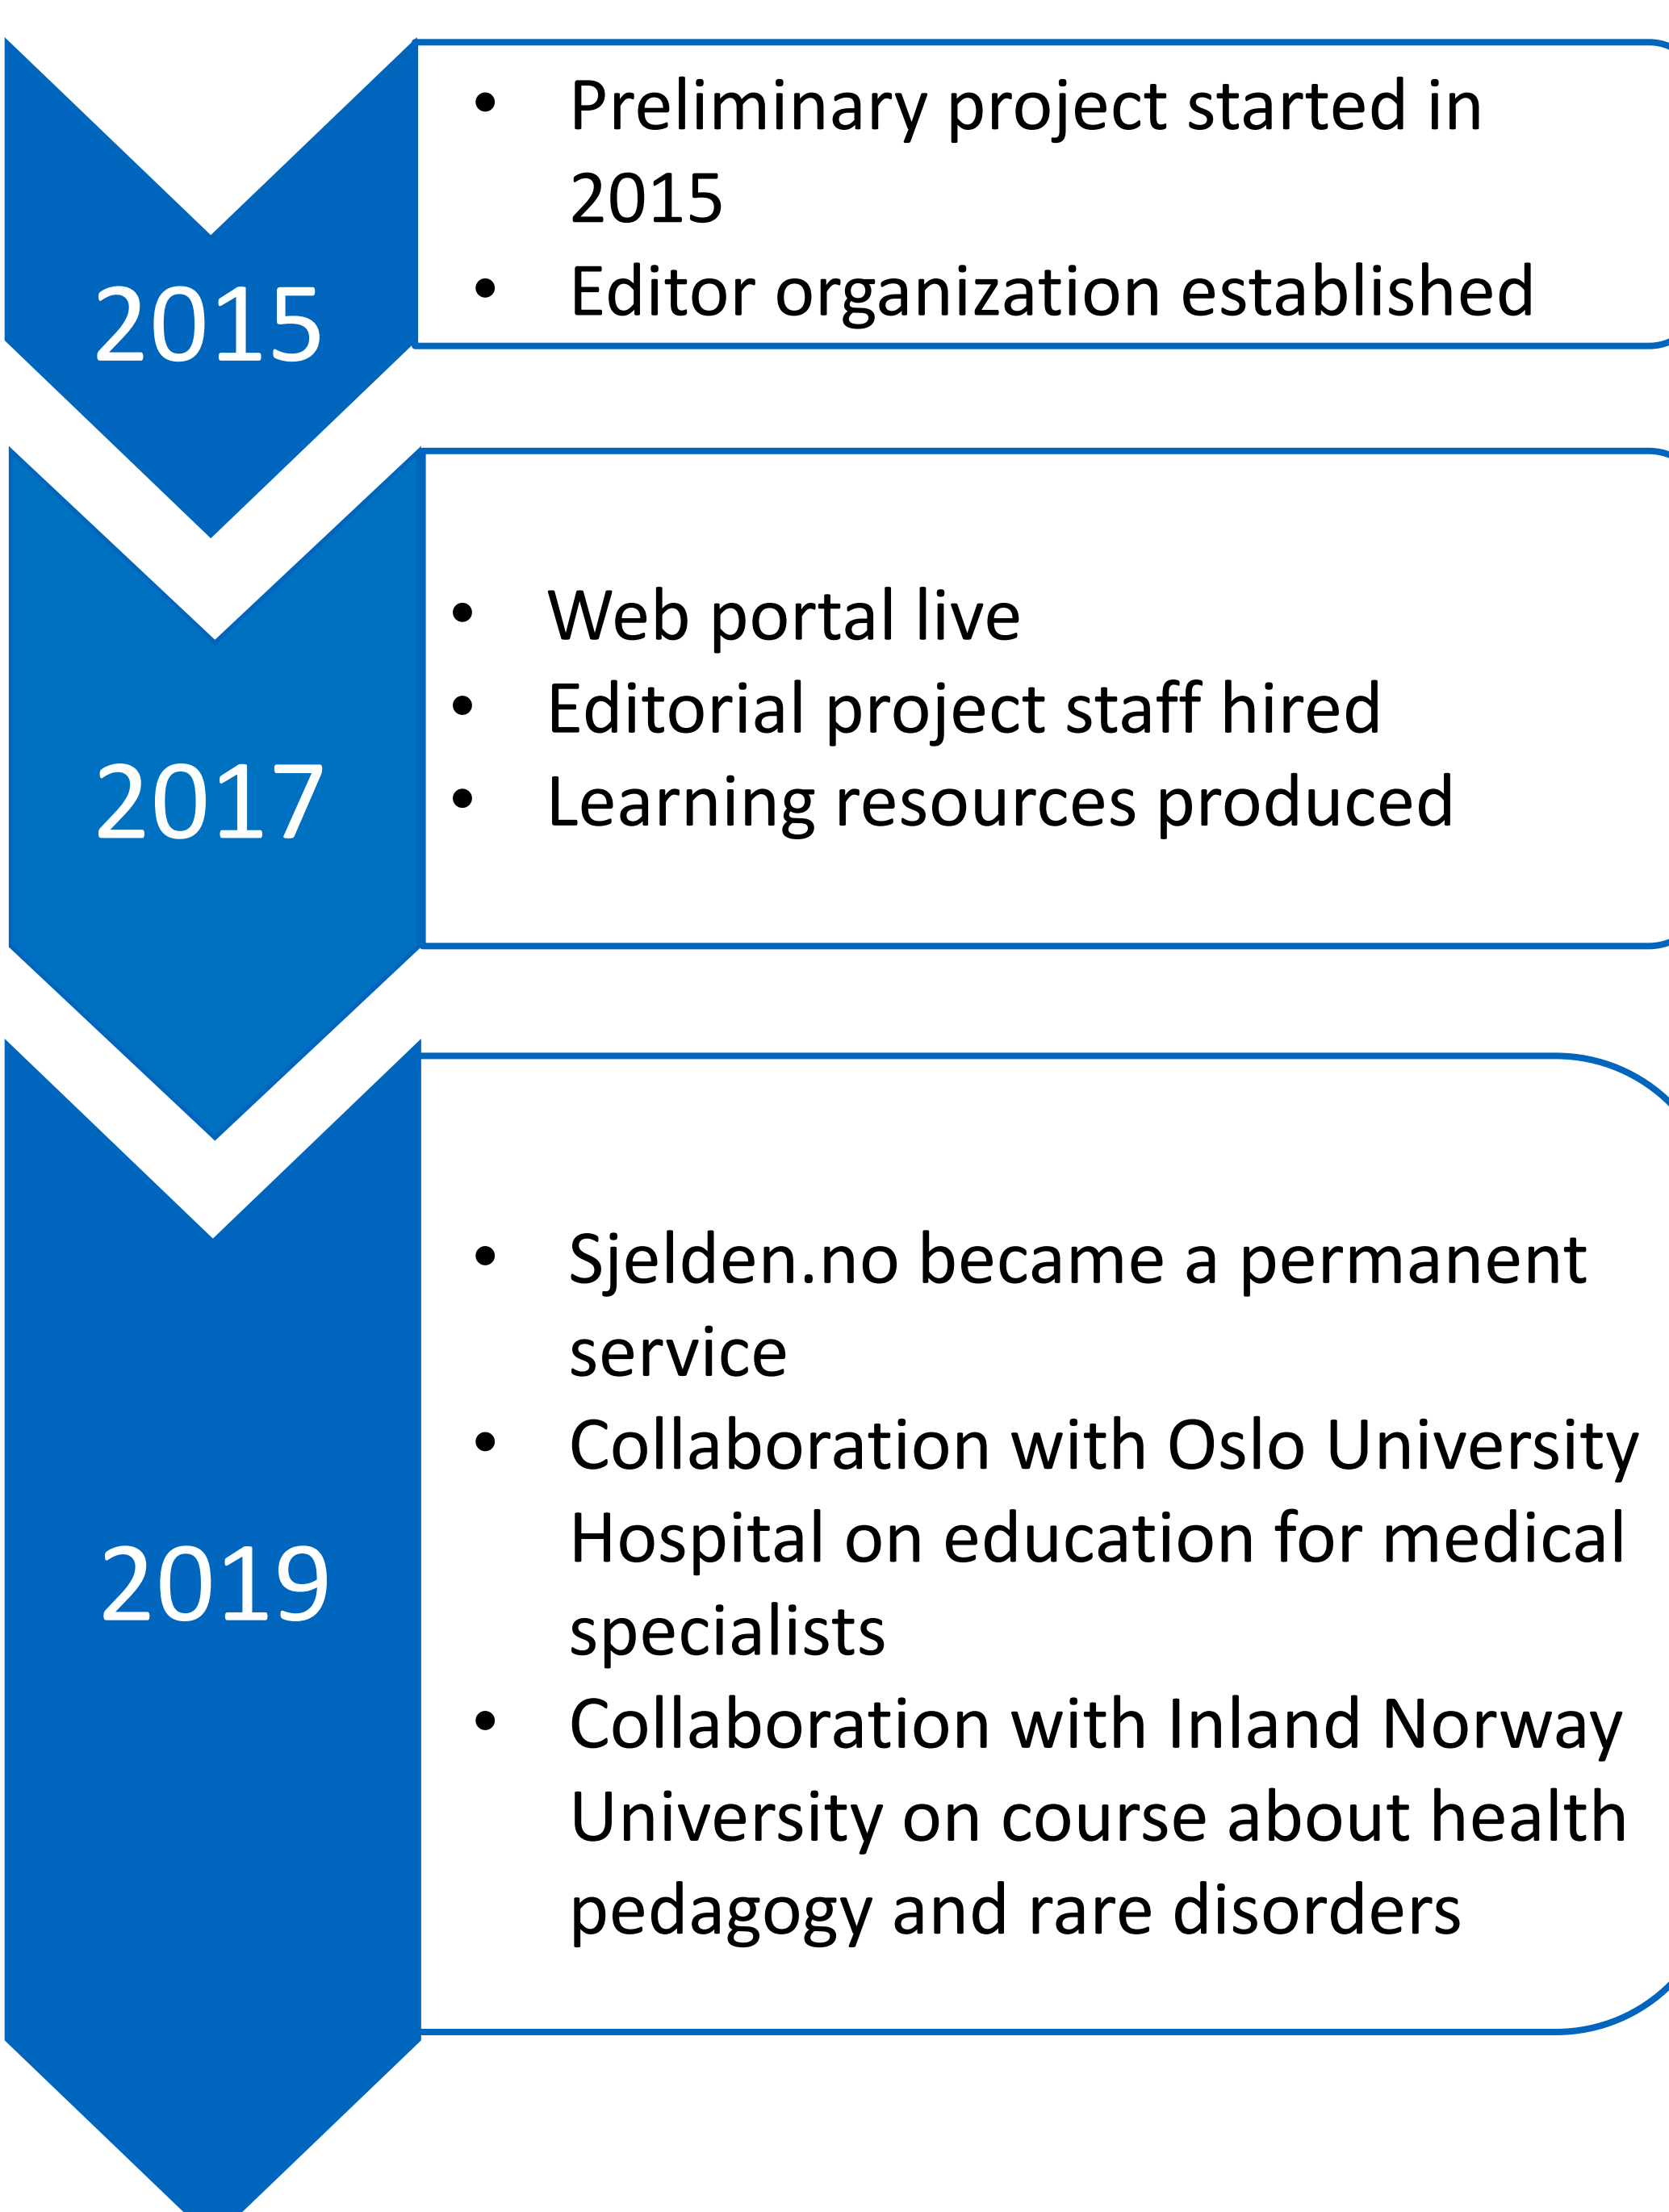 2015
• Preliminary project started in
2015
• Editor organization established
2017
• Web portal live
• Editorial project staff hired
• Learning resources produced
2019
• Sjelden.no became a permanent
service
• Collaboration with Oslo University
Hospital on education for medical
specialists
• Collaboration with Inland Norway
University on course about health
pedagogy and rare disorders